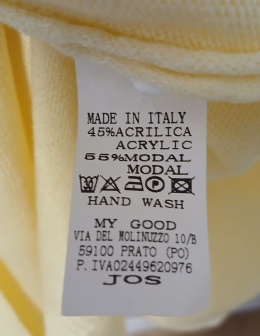 MADE IN ITALY
45%ACRILICA
ACRYLIC
55%MODAL
MODAL
HAND WASH
MY GOOD
VIA DEL MOLINUZZO 10/B
59100 PRATO (PO)
P.IVA02449620976
JOS